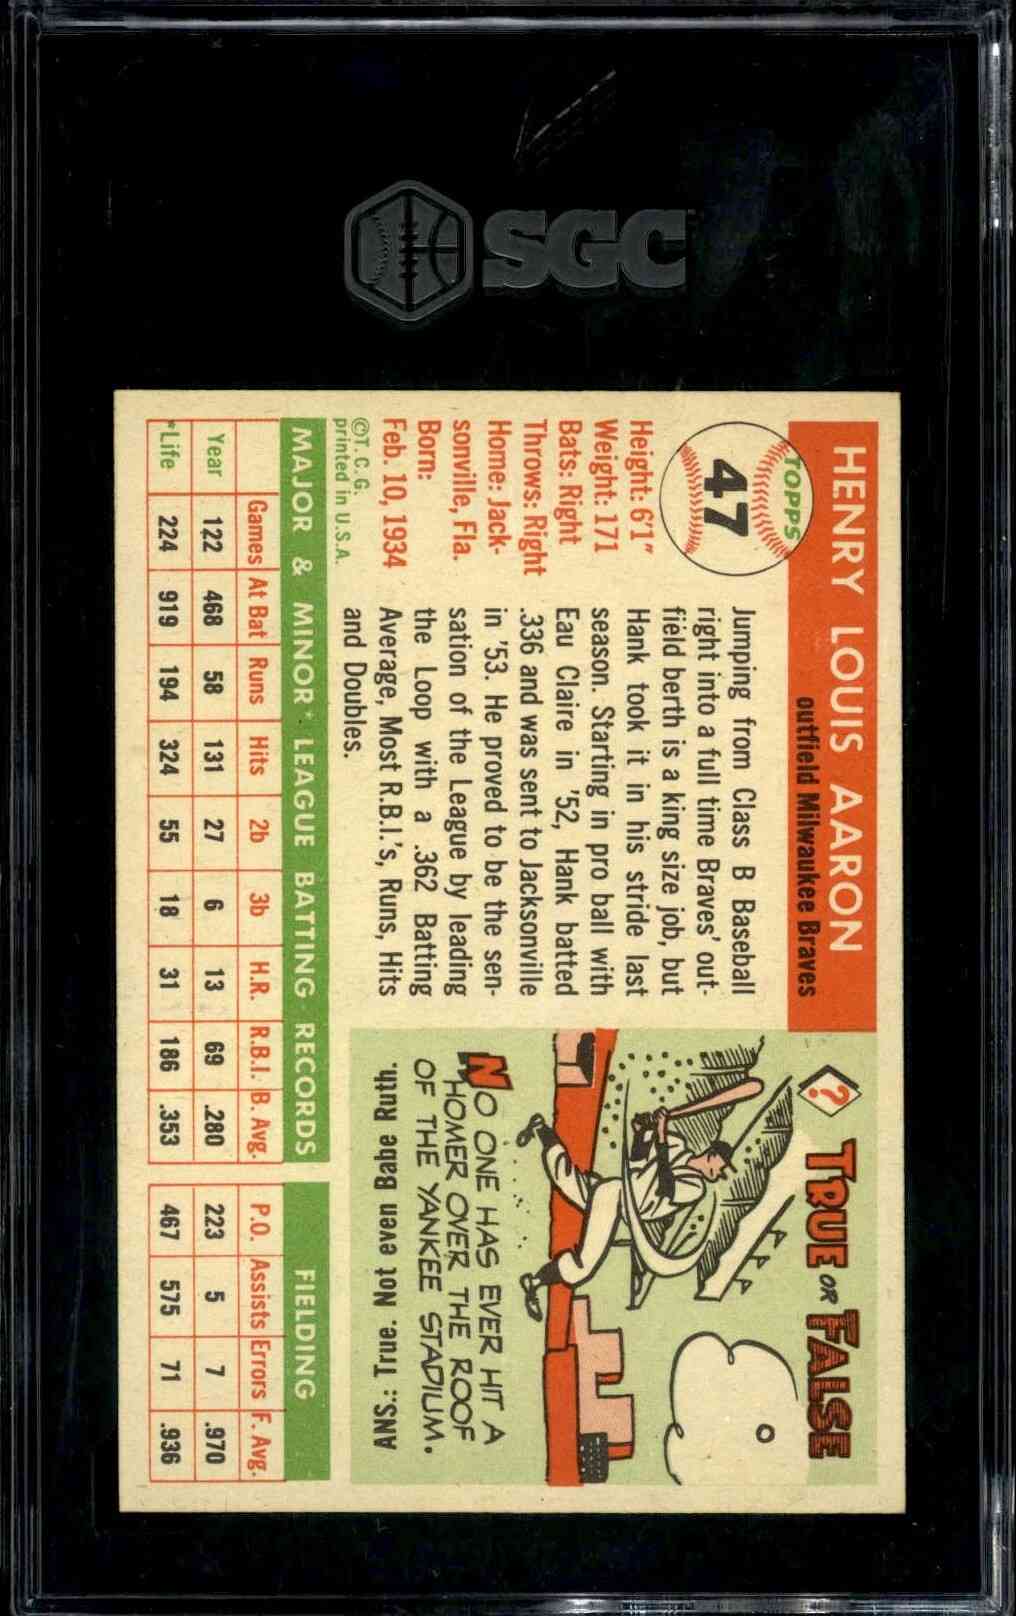 SGC
HENRY LOUIS AARON
outfield Milwaukee Braves
TOPPS
47
Height: 6'1"
Weight: 171
Bats: Right
Throws: Right
Home: Jack-
sonville, Fla.
Born:
Feb. 10, 1934
©T. C. G.
printed in U.S.A.
Jumping from Class B Baseball
right into a full time Braves' out-
field berth is a king size job, but
Hank took it in his stride last
season. Starting in pro ball with
Eau Claire in '52, Hank batted
.336 and was sent to Jacksonville
in '53. He proved to be the sen-
sation of the League by leading
the Loop with a .362 Batting
Average, Most R.B.I.'s, Runs, Hits
and Doubles.
? TRUE OR FALSE
NO ONE HAS EVER HIT A
HOMER OVER THE ROOF
OF THE YANKEE STADIUM.
ANS: True. Not even Babe Ruth.
MAJOR & MINOR* LEAGUE BATTING RECORDS FIELDING
Games At Bat Runs Hits 2b 3b H.R. R.B.I. B. Avg. P.O. Assists Errors F. Avg.
Year 122 468 58 131 27 6 13 69 .280 223 5 7 .970
*Life 224 919 194 324 55 18 31 186 .353 467 575 71 .936